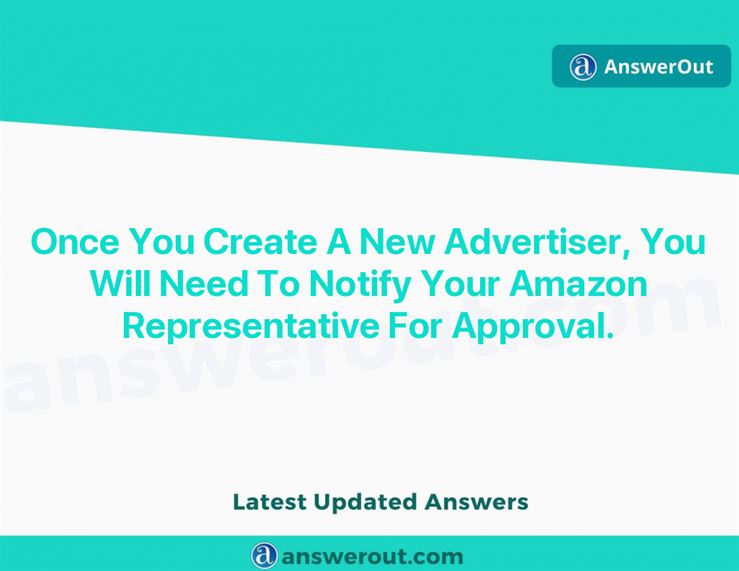 AnswerOut
Once You Create A New Advertiser, You
Will Need To Notify Your Amazon
Representative For Approval.
answerout.com
Latest Updated Answers
answerout.com